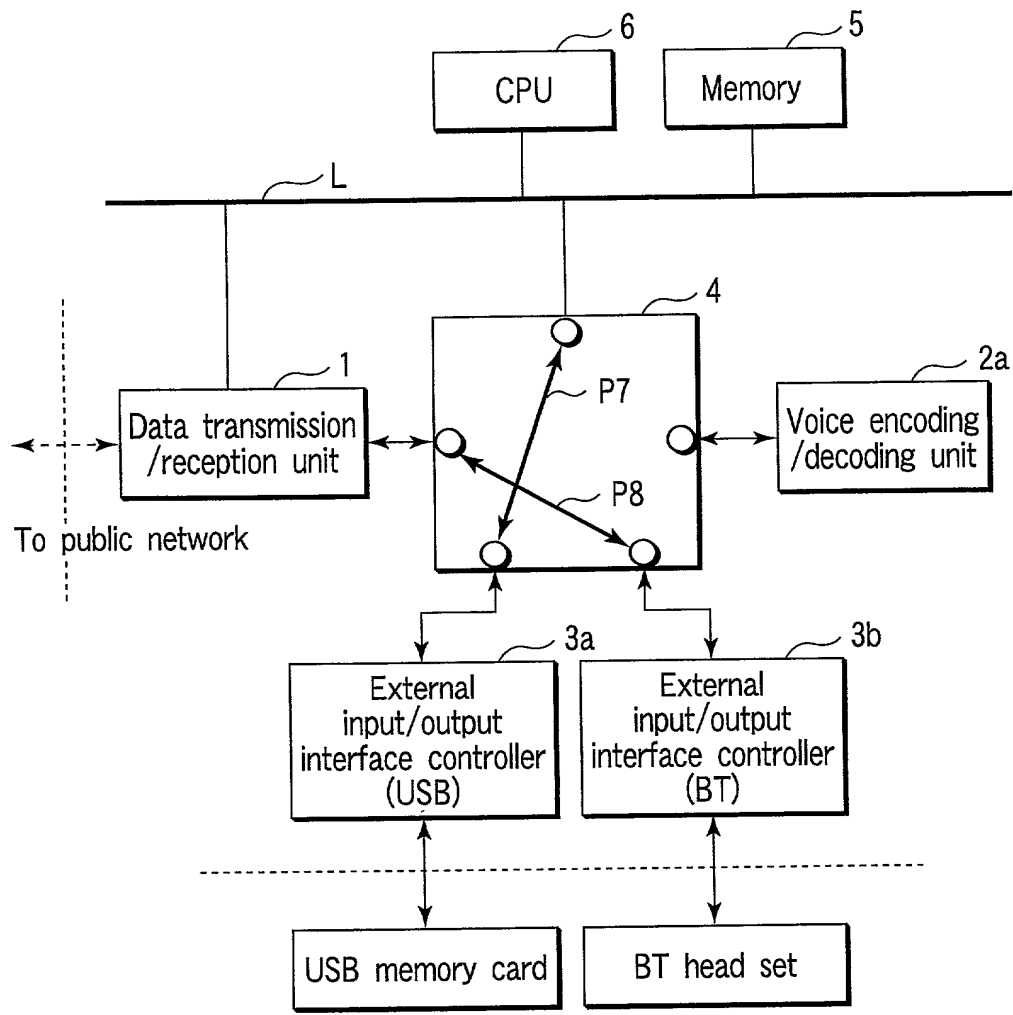 6
5
CPU
Memory
L
4
1
2a
P7
Data transmission
/reception unit
Voice encoding
/decoding unit
P8
To public network
3a
3b
External
input/output
interface controller
(USB)
External
input/output
interface controller
(BT)
USB memory card
BT head set